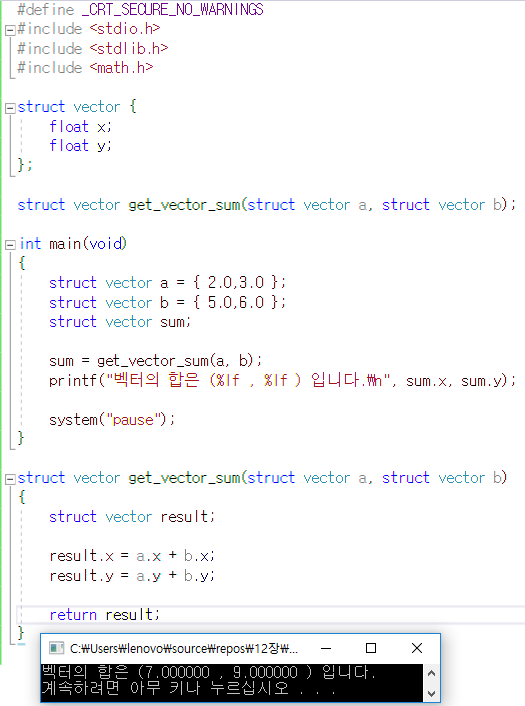 #define _CRT_SECURE_NO_WARNINGS
#include <stdio.h>
#include <stdlib.h>
#include <math.h>
struct vector {
float x;
float y;
};
struct vector get_vector_sum(struct vector a, struct vector b);
int main(void)
{
struct vector a = { 2.0,3.0 };
struct vector b = { 5.0,6.0 };
struct vector sum;
sum = get_vector_sum(a, b);
printf("벡터의 합은 (%lf , %lf ) 입니다.₩n", sum.x, sum.y);
system("pause");
}
struct vector get_vector_sum(struct vector a, struct vector b)
{
struct vector result;
result.x = a.x + b.x;
result.y = a.y + b.y;
return result;
}
C:₩Users₩lenovo₩source₩repos₩12장₩...
벡터의 합은 (7.000000 , 9.000000 ) 입니다.
계속하려면 아무 키나 누르십시오 . . .